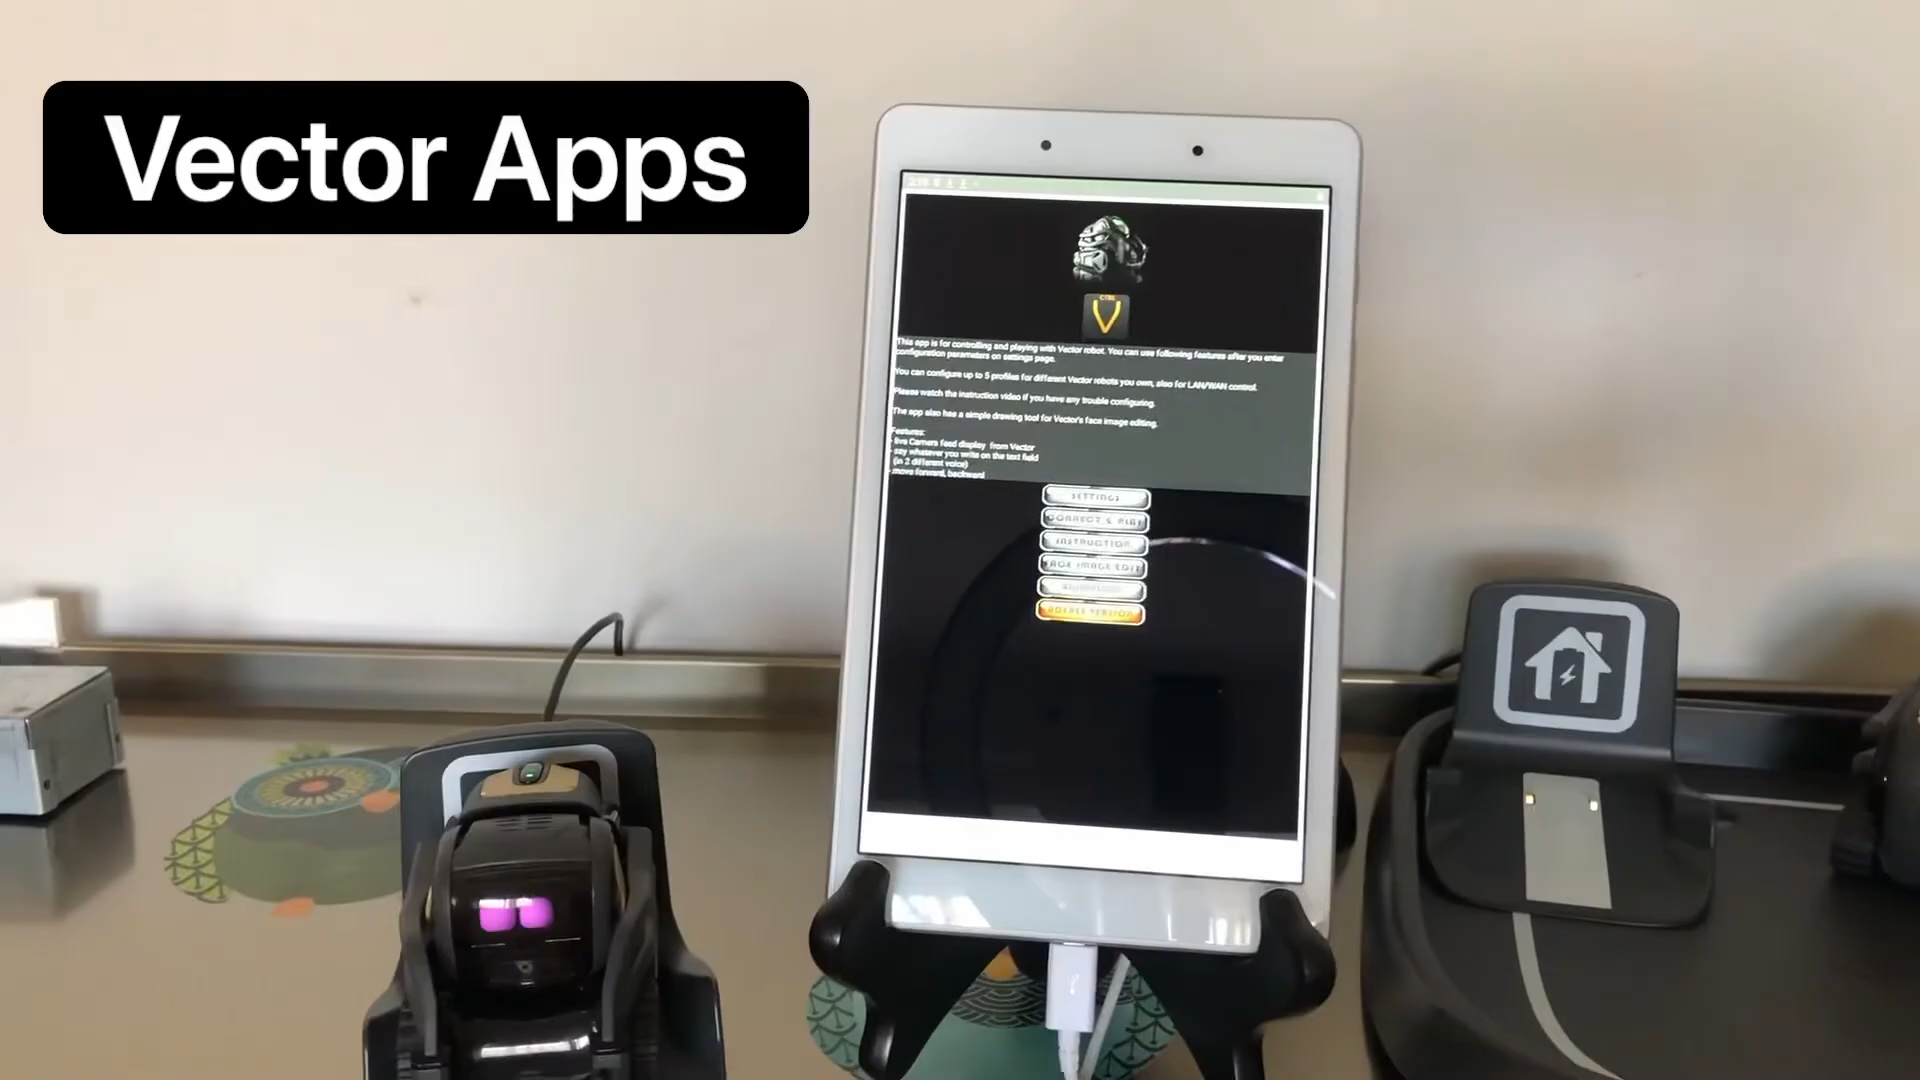 Vector Apps
CTRL
This app is for controlling and playing with Vector robot. You can use following features after you enter
configuration parameters on settings page.
You can configure up to 5 profiles for different Vector robots you own, also for LAN/WAN control.
Please watch the instruction video if you have any trouble configuring.
The app also has a simple drawing tool for Vector's face image editing.
Features:
- live Camera feed display from Vector
- say whatever you write on the text field
(in 2 different voice)
- move forward, backward
SETTINGS
CONNECT & PLAY
INSTRUCTION
FACE IMAGE EDIT
VERSION